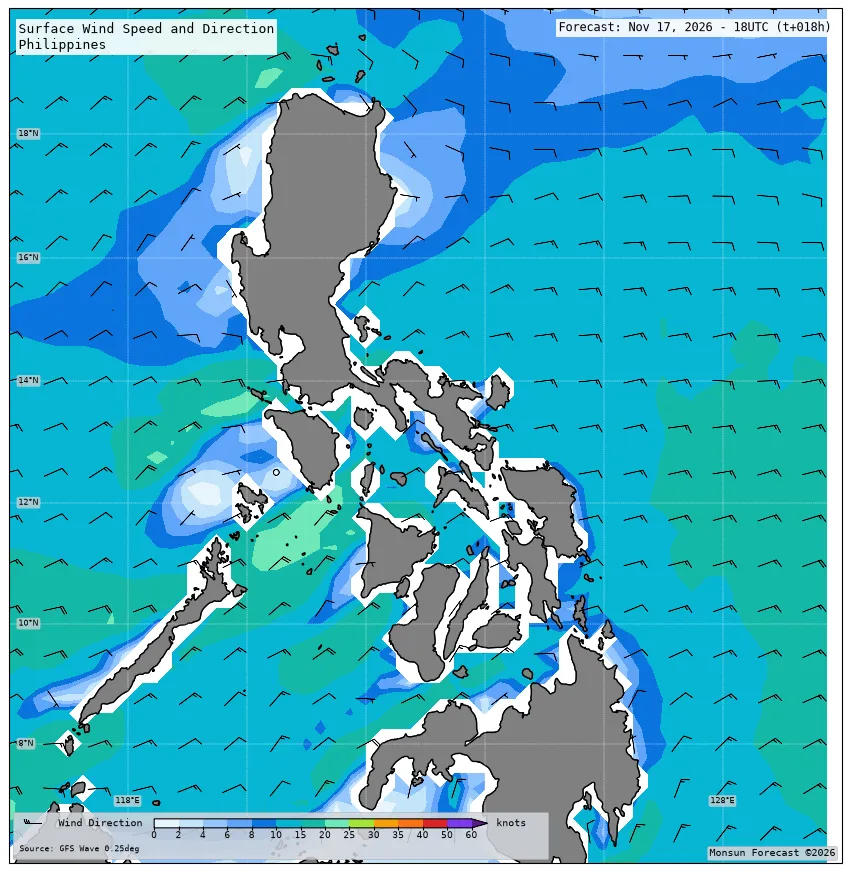 Surface Wind Speed and Direction
Philippines
Forecast: Nov 17, 2026 - 18UTC (t+018h)
18°N
16°N
14°N
12°N
10°N
8°N
118°E
128°E
Wind Direction
0 2 4 6 8 10 15 20 25 30 35 40 50 60
knots
Source: GFS Wave 0.25deg
Monsun Forecast ©2026